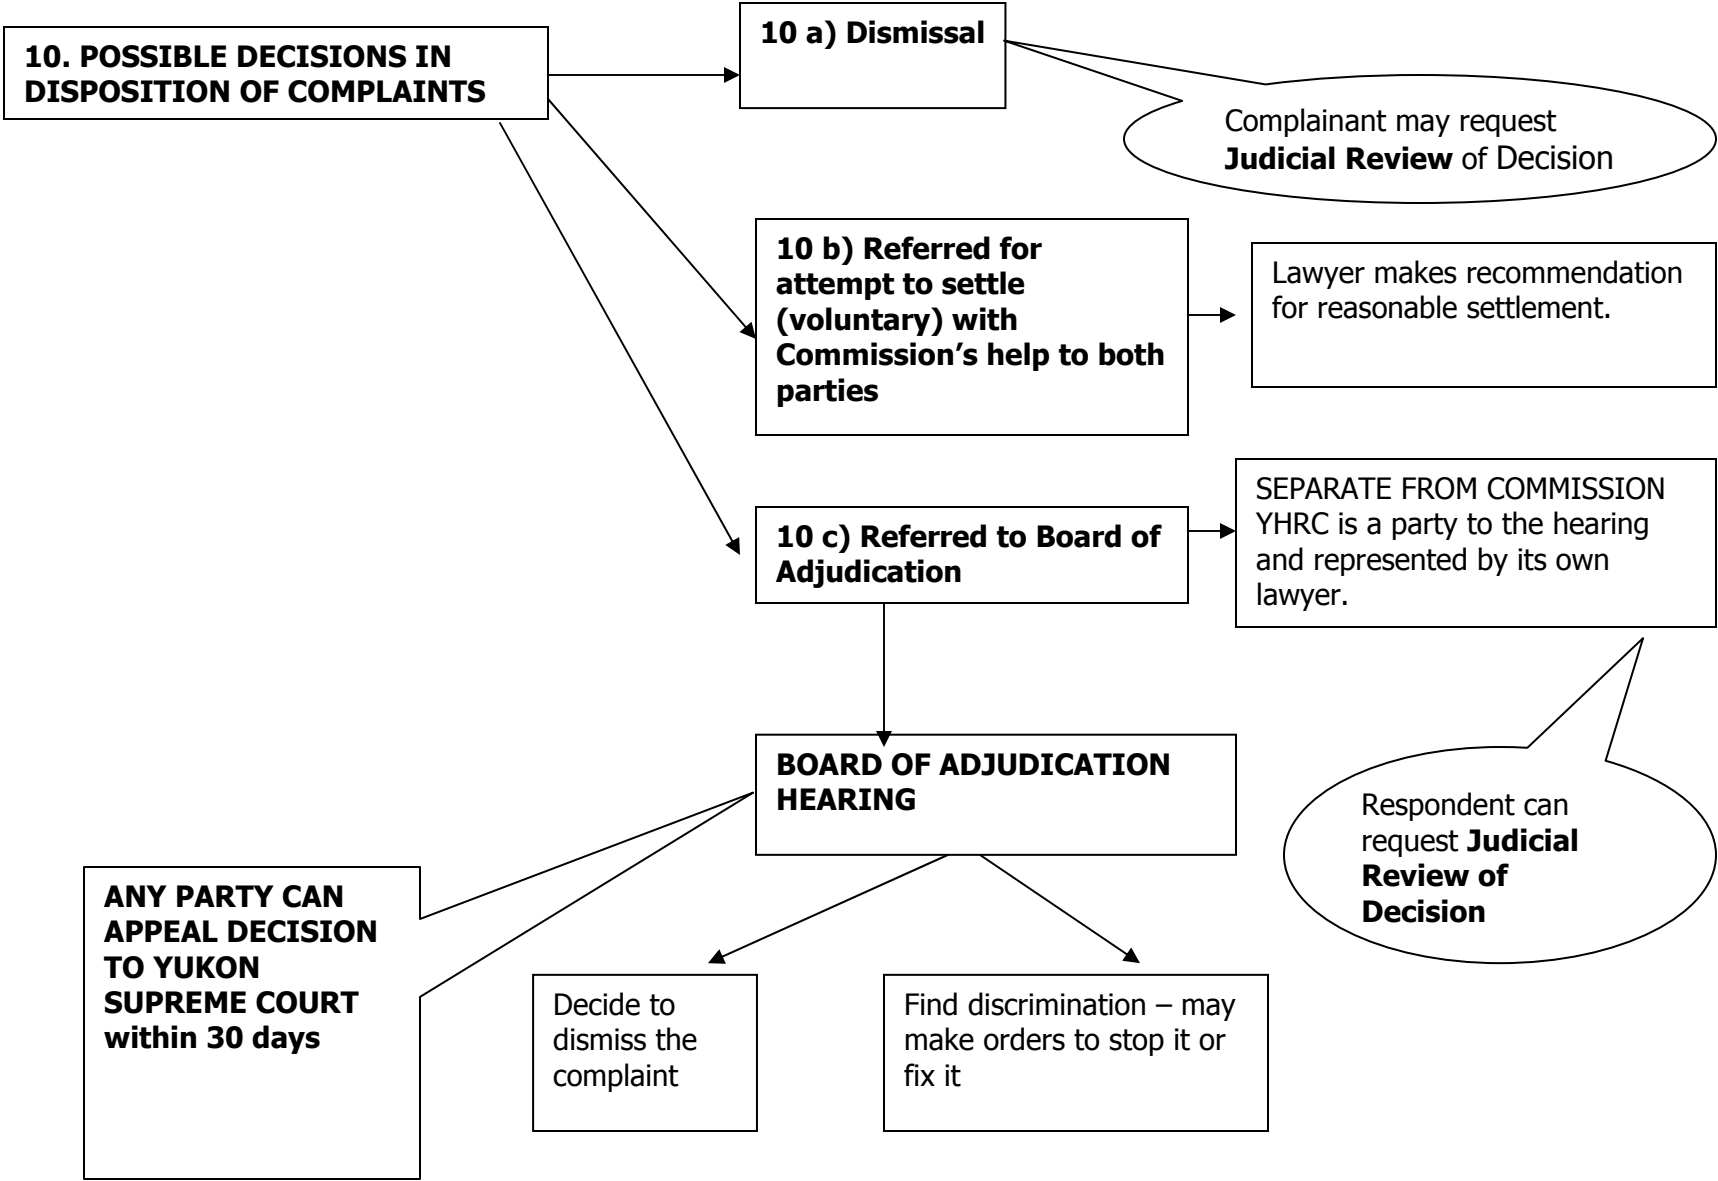 10. POSSIBLE DECISIONS IN
DISPOSITION OF COMPLAINTS
10 a) Dismissal
Complainant may request
Judicial Review of Decision
10 b) Referred for
attempt to settle
(voluntary) with
Commission’s help to both
parties
Lawyer makes recommendation
for reasonable settlement.
10 c) Referred to Board of
Adjudication
SEPARATE FROM COMMISSION
YHRC is a party to the hearing
and represented by its own
lawyer.
Respondent can
request Judicial
Review of
Decision
BOARD OF ADJUDICATION
HEARING
ANY PARTY CAN
APPEAL DECISION
TO YUKON
SUPREME COURT
within 30 days
Decide to
dismiss the
complaint
Find discrimination – may
make orders to stop it or
fix it